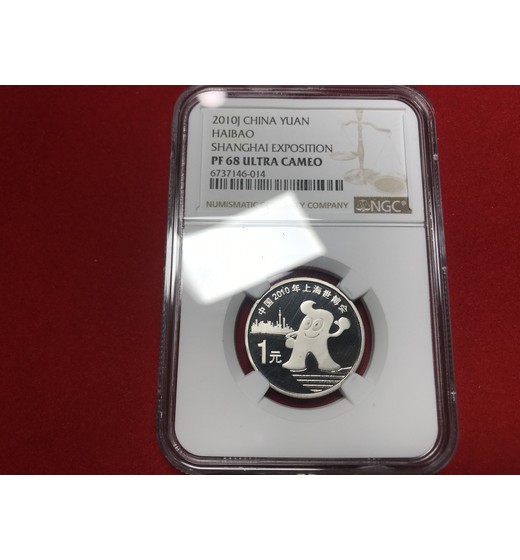 2010J CHINA YUAN
HAIBAO
SHANGHAI EXPOSITION
PF 68 ULTRA CAMEO
6737146-014
NUMISMATIC COMPANY
NGC
中国2010年上海世博会
1元